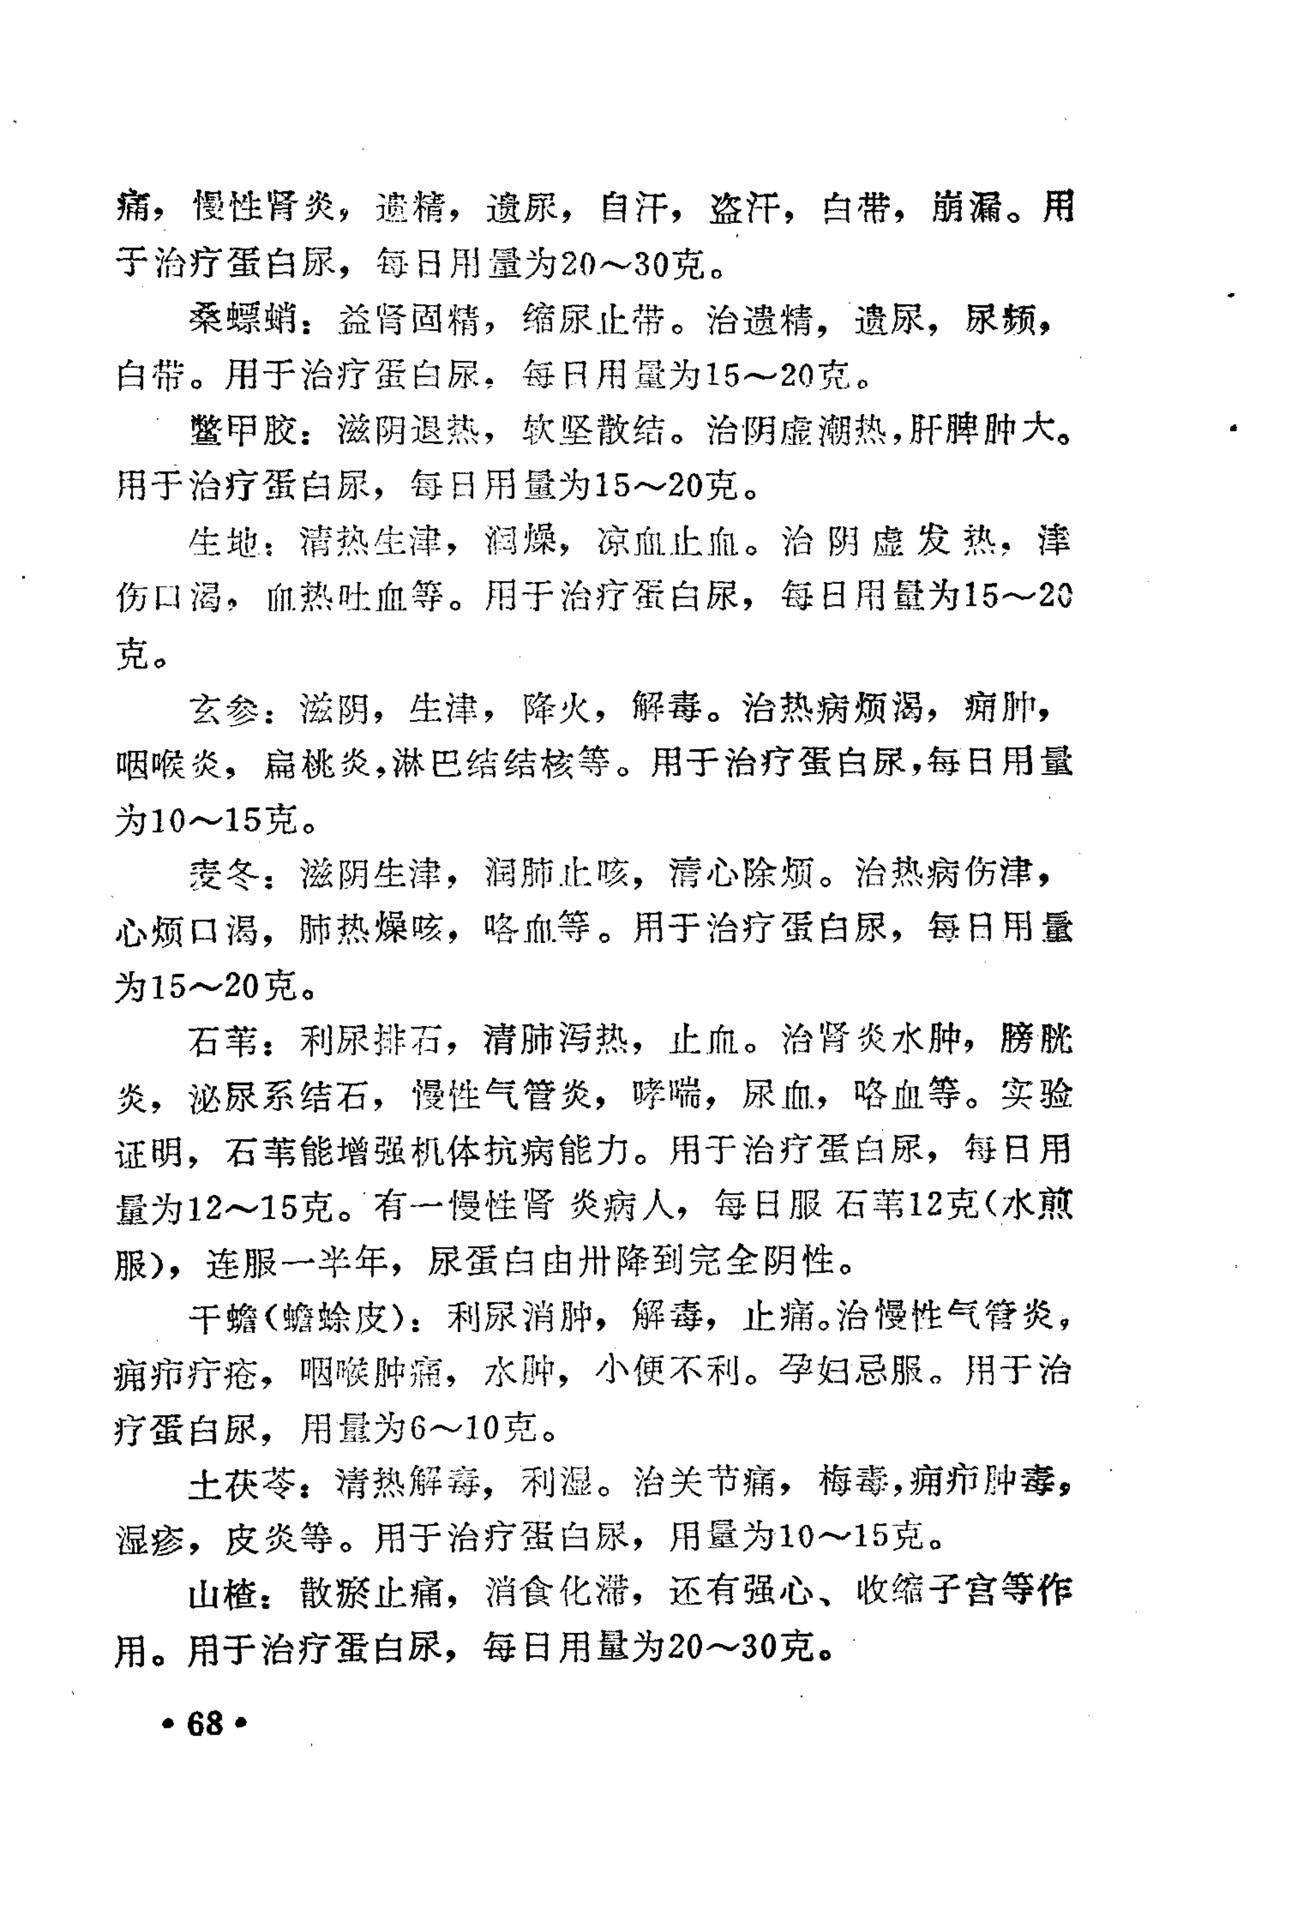 痛，慢性肾炎，遗精，遗尿，自汗，盗汗，白带，崩漏。用
于治疗蛋白尿，每日用量为20～30克。
桑螵蛸：益肾固精，缩尿止带。治遗精，遗尿，尿频，
白带。用于治疗蛋白尿，每日用量为15～20克。
鳖甲胶：滋阴退热，软坚散结。治阴虚潮热，肝脾肿大。
用于治疗蛋白尿，每日用量为15～20克。
生地：清热生津，润燥，凉血止血。治阴虚发热，津
伤口渴，血热吐血等。用于治疗蛋白尿，每日用量为15～20
克。
玄参：滋阴，生津，降火，解毒。治热病烦渴，痈肿，
咽喉炎，扁桃炎，淋巴结结核等。用于治疗蛋白尿，每日用量
为10～15克。
麦冬：滋阴生津，润肺止咳，清心除烦。治热病伤津，
心烦口渴，肺热燥咳，咯血等。用于治疗蛋白尿，每日用量
为15～20克。
石苇：利尿排石，清肺泻热，止血。治肾炎水肿，膀胱
炎，泌尿系结石，慢性气管炎，哮喘，尿血，咯血等。实验
证明，石苇能增强机体抗病能力。用于治疗蛋白尿，每日用
量为12～15克。有一慢性肾炎病人，每日服石苇12克（水煎
服），连服一半年，尿蛋白由卅降到完全阴性。
干蟾（蟾蜍皮）：利尿消肿，解毒，止痛。治慢性气管炎，
痈疖疔疮，咽喉肿痛，水肿，小便不利。孕妇忌服。用于治
疗蛋白尿，用量为6～10克。
土茯苓：清热解毒，利湿。治关节痛，梅毒，痈疖肿毒，
湿疹，皮炎等。用于治疗蛋白尿，用量为10～15克。
山楂：散瘀止痛，消食化滞，还有强心、收缩子宫等作
用。用于治疗蛋白尿，每日用量为20～30克。
•68•